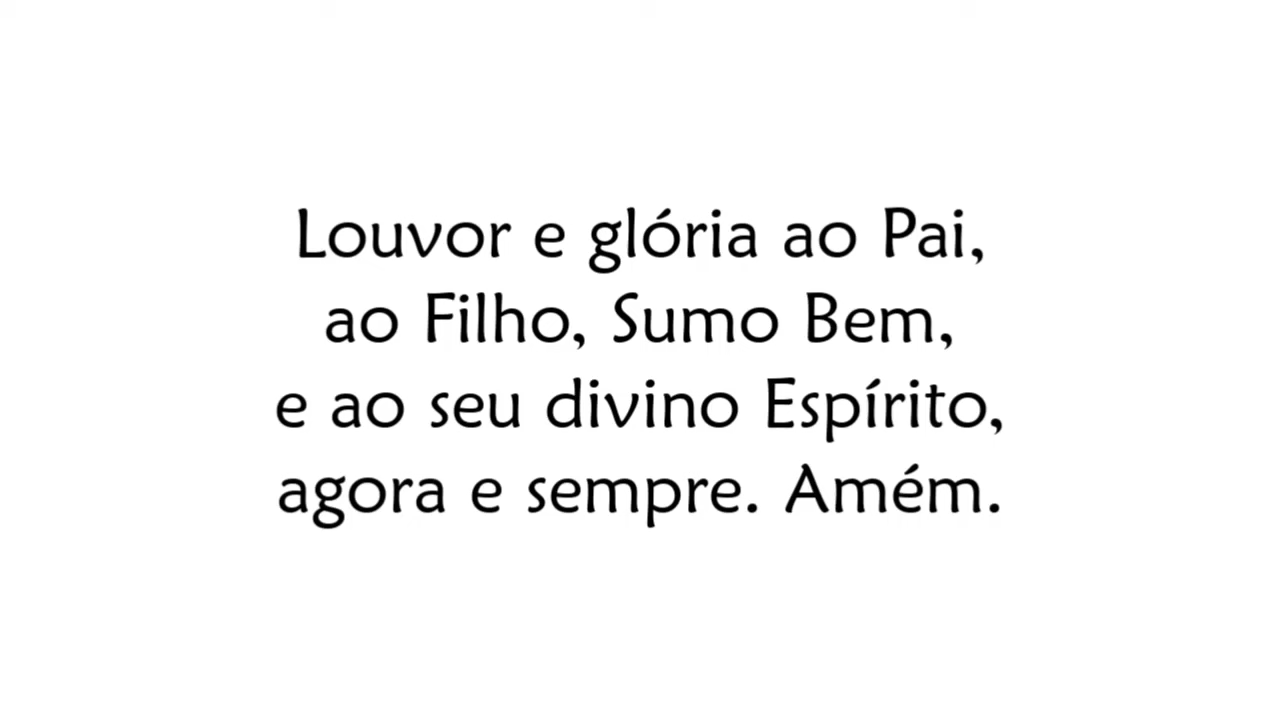 Louvor e glória ao Pai,
ao Filho, Sumo Bem,
e ao seu divino Espírito,
agora e sempre. Amém.